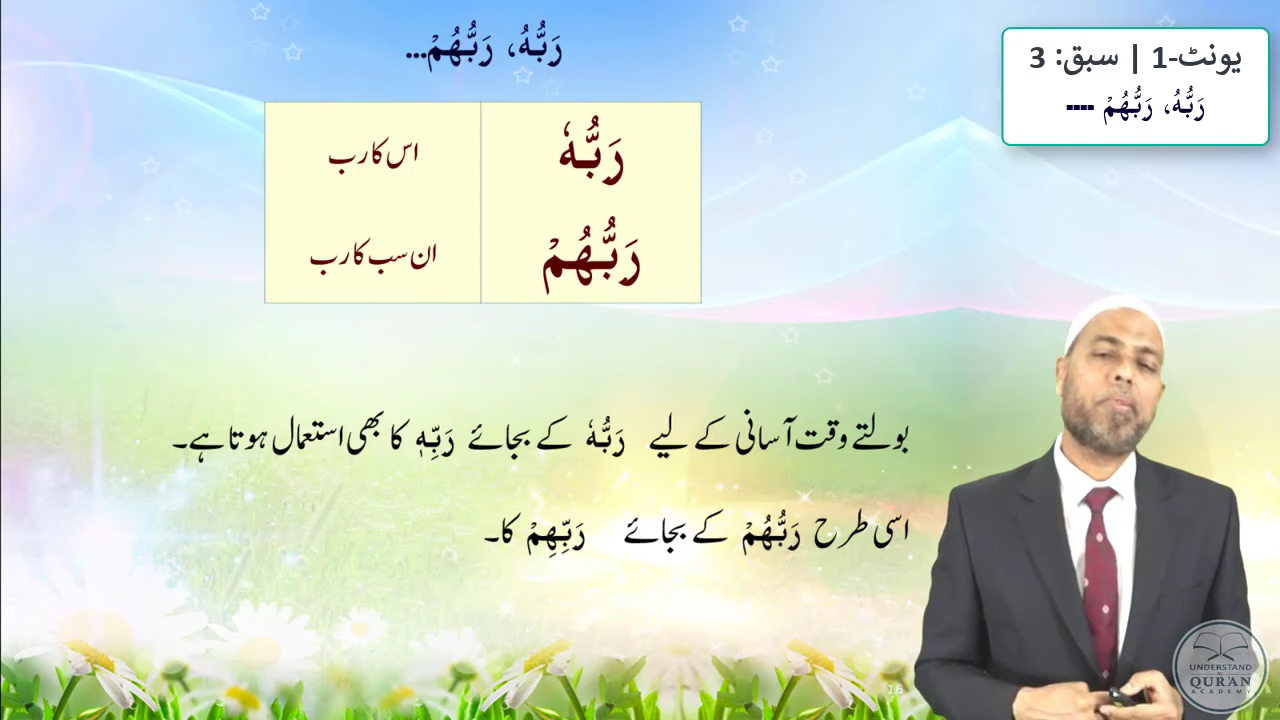 رَبُّهُ، رَبُّهُمْ...
یونٹ-1 | سبق: 3
رَبُّهُ، رَبُّهُمْ ----
رَبُّهٗ اس کا رب
رَبُّهُمْ ان سب کا رب
بولتے وقت آسانی کے لیے رَبُّهٗ کے بجائے رَبِّهٖ کا بھی استعمال ہوتا ہے۔
اسی طرح رَبُّهُمْ کے بجائے رَبِّهِمْ کا۔
16
UNDERSTAND
QURAN
ACADEMY